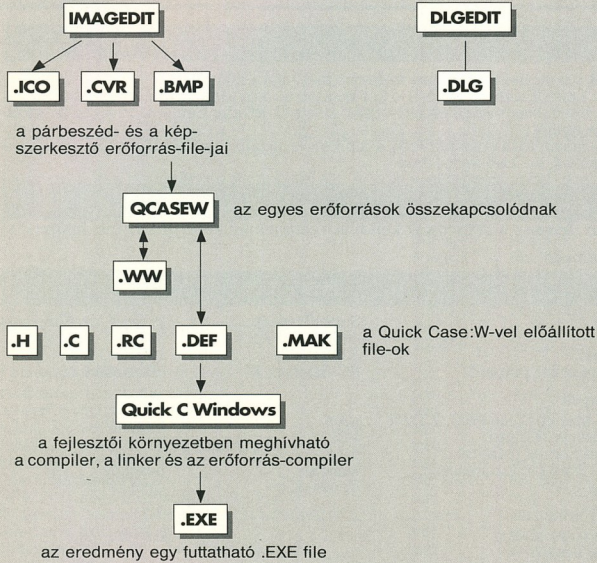 IMAGEDIT DLGEDIT
.ICO .CVR .BMP .DLG
a párbeszéd- és a kép-
szerkesztő erőforrás-file-jai
QCASEW az egyes erőforrások összekapcsolódnak
.WW
.H .C .RC .DEF .MAK a Quick Case:W-vel előállított
file-ok
Quick C Windows
a fejlesztői környezetben meghívható
a compiler, a linker és az erőforrás-compiler
.EXE
az eredmény egy futtatható .EXE file